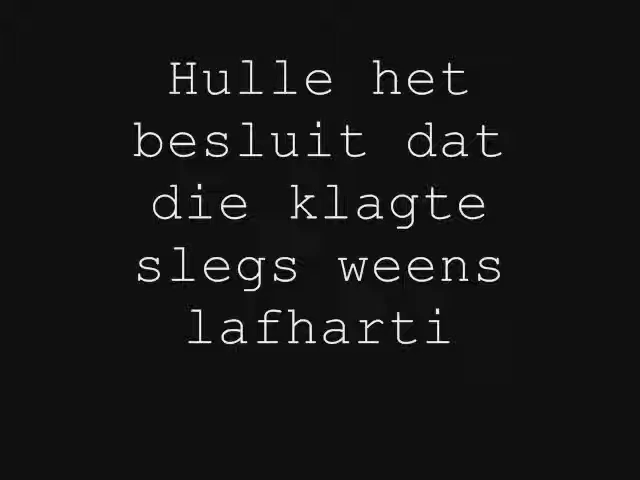 Hulle het
besluit dat
die klagte
slegs weens
lafharti